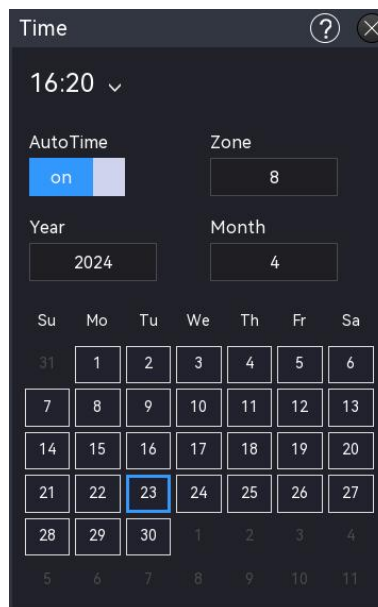 Time ?
16:20
AutoTime Zone
on 8
Year Month
2024 4
Su Mo Tu We Th Fr Sa
31 1 2 3 4 5 6
7 8 9 10 11 12 13
14 15 16 17 18 19 20
21 22 23 24 25 26 27
28 29 30 1 2 3 4
5 6 7 8 9 10 11